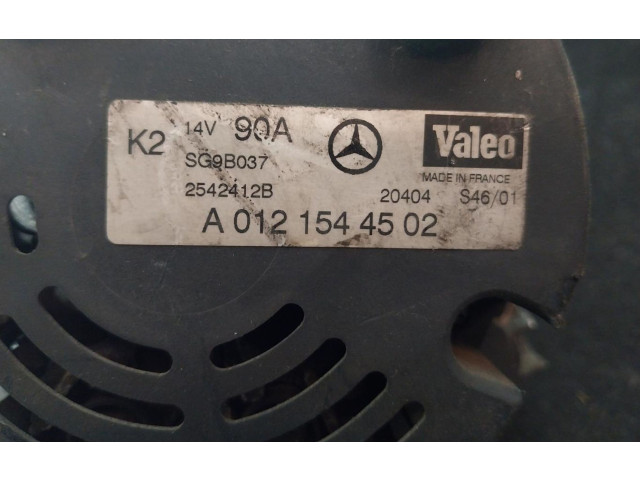 K2 14V 90A Valeo
SG9B037 MADE IN FRANCE
2542412B 20404 S46/01
A 012 154 45 02